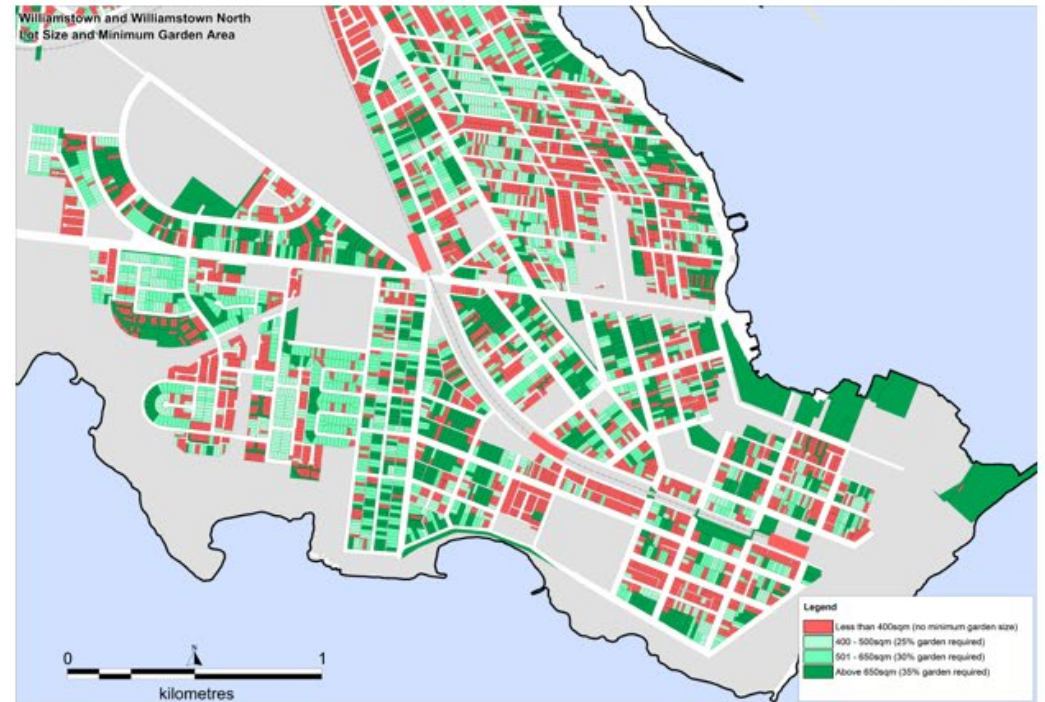 Williamstown and Williamstown North
Lot Size and Minimum Garden Area
Legend
Less than 400sqm (no minimum garden size)
400 - 500sqm (25% garden required)
501 - 650sqm (30% garden required)
Above 650sqm (35% garden required)
N
0 1
kilometres